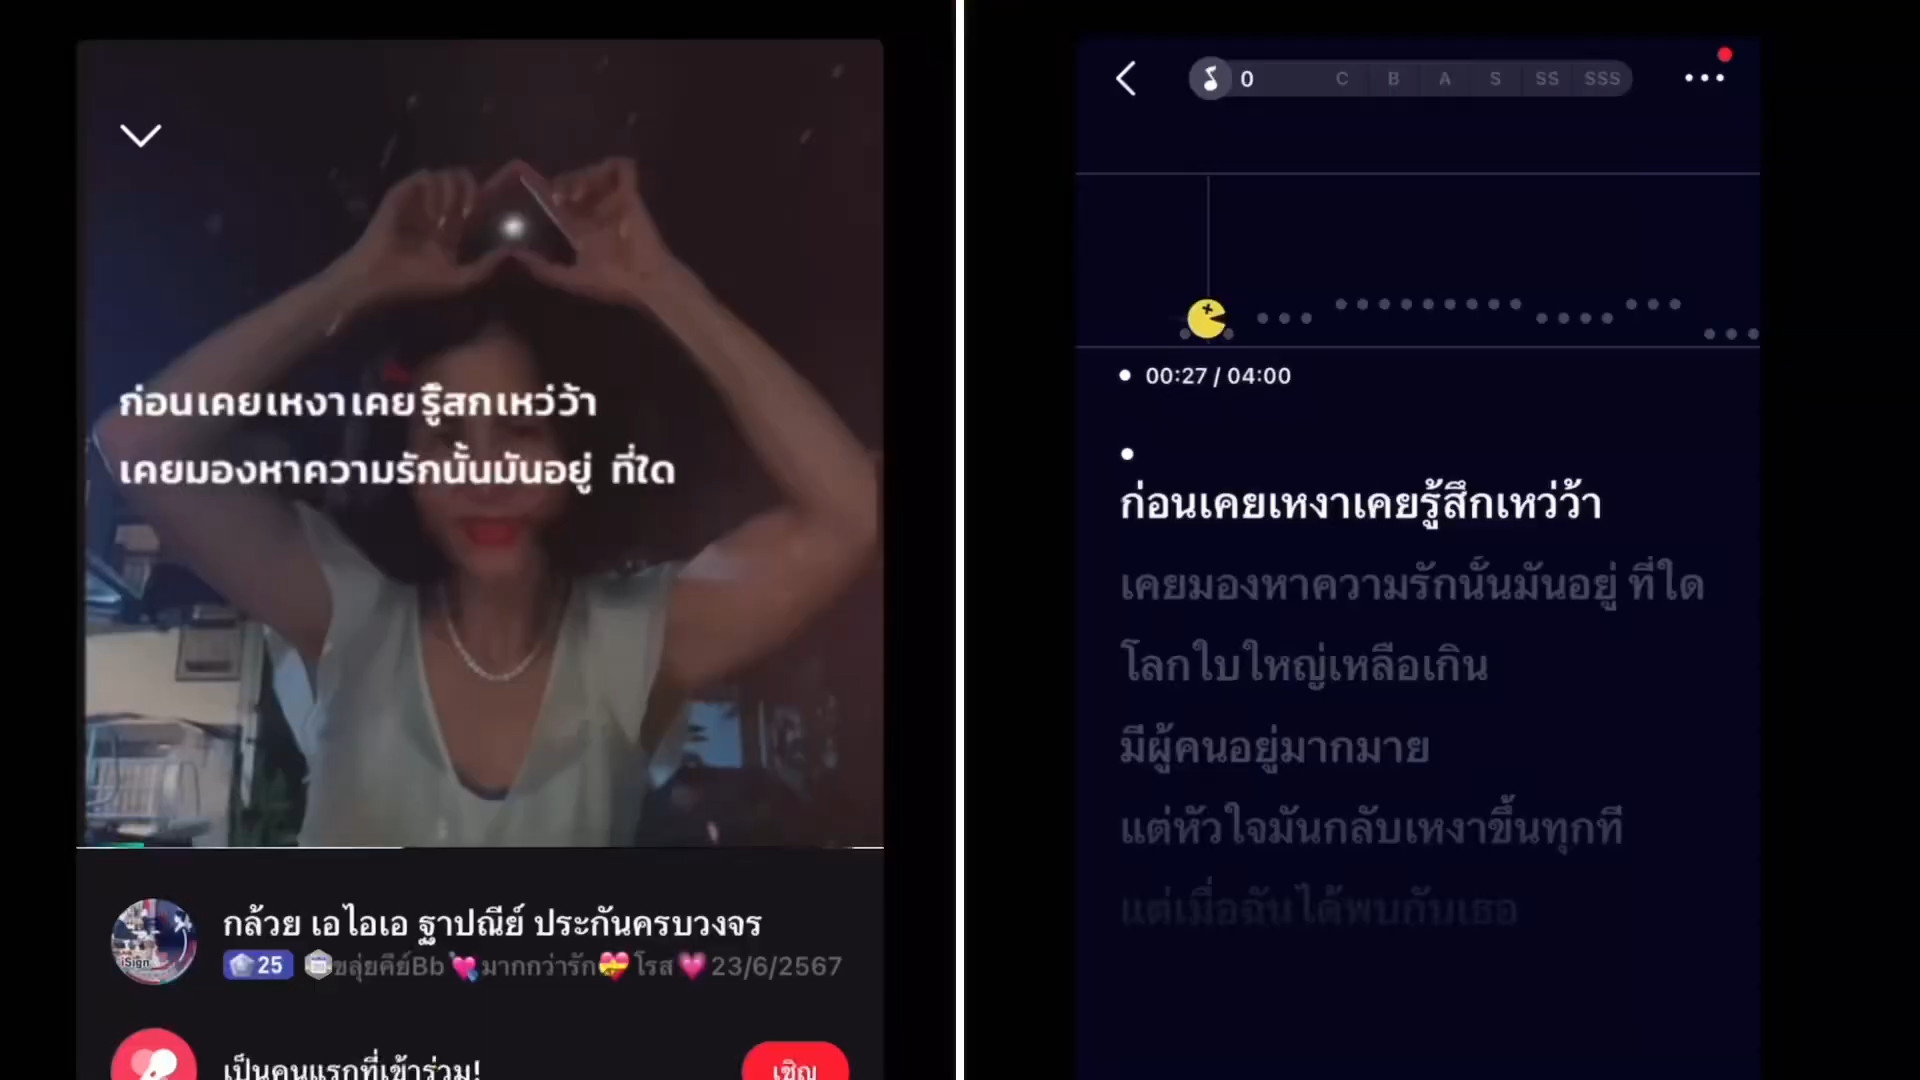 ก่อนเคยเหงาเคยรู้สึกเหว่ว้า
เคยมองหาความรักนั้นมันอยู่ ที่ใด
iSign
กล้วย เอไอเอ ฐาปณีย์ ประกันครบวงจร
25 ขลุ่ยคีย์Bb💘มากกว่ารัก💝โรส💗23/6/2567
เป็นคนแรกที่เข้าร่วม!
เชิญ
0 C B A S SS SSS
00:27 / 04:00
ก่อนเคยเหงาเคยรู้สึกเหว่ว้า
เคยมองหาความรักนั้นมันอยู่ ที่ใด
โลกใบใหญ่เหลือเกิน
มีผู้คนอยู่มากมาย
แต่หัวใจมันกลับเหงาขึ้นทุกที
แต่เมื่อฉันได้พบกับเธอ